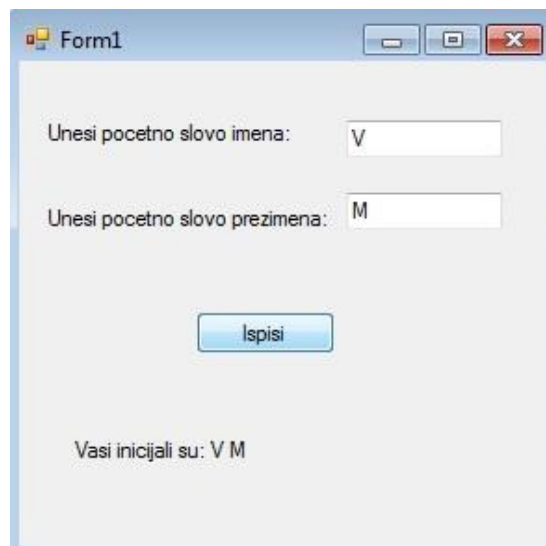 Form1
Unesi pocetno slovo imena: V
Unesi pocetno slovo prezimena: M
Ispisi
Vasi inicijali su: V M